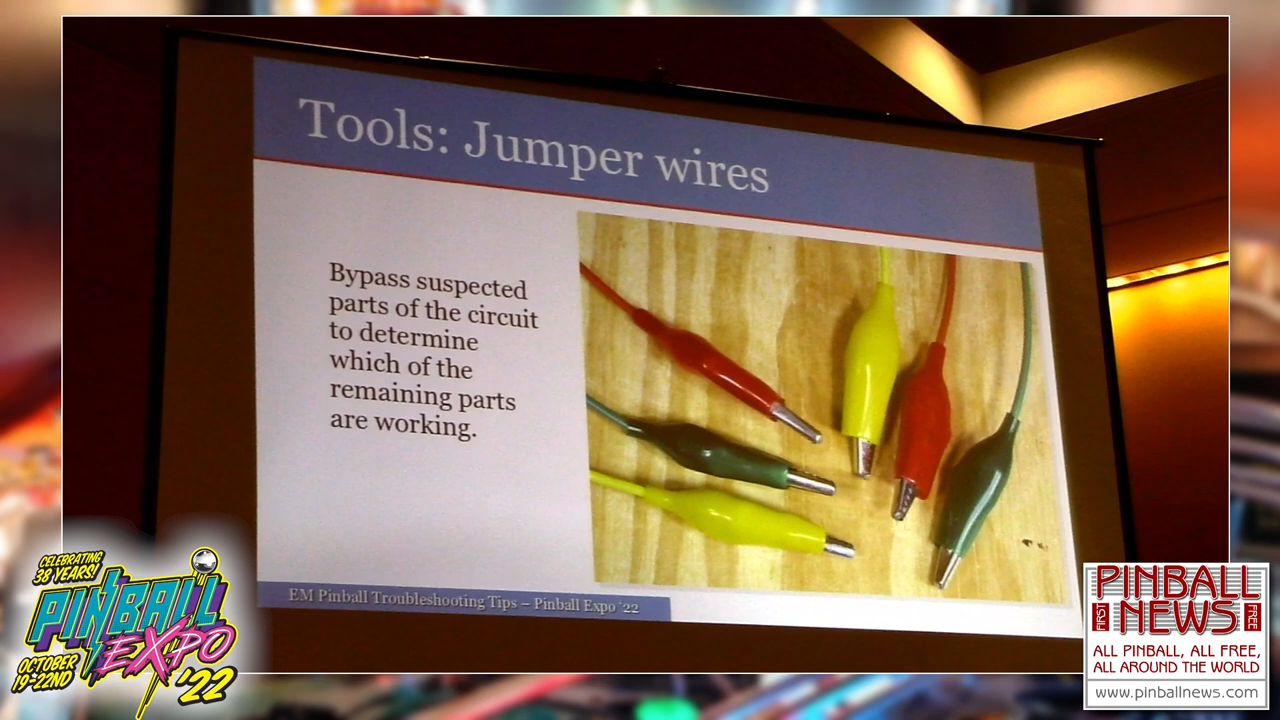 Tools: Jumper wires
Bypass suspected
parts of the circuit
to determine
which of the
remaining parts
are working.
EM Pinball Troubleshooting Tips – Pinball Expo '22
CELEBRATING
38 YEARS!
PINBALL
EXPO
OCTOBER
19-22ND
'22
PINBALL
FIRST NEWS FREE
ALL PINBALL, ALL FREE,
ALL AROUND THE WORLD
www.pinballnews.com